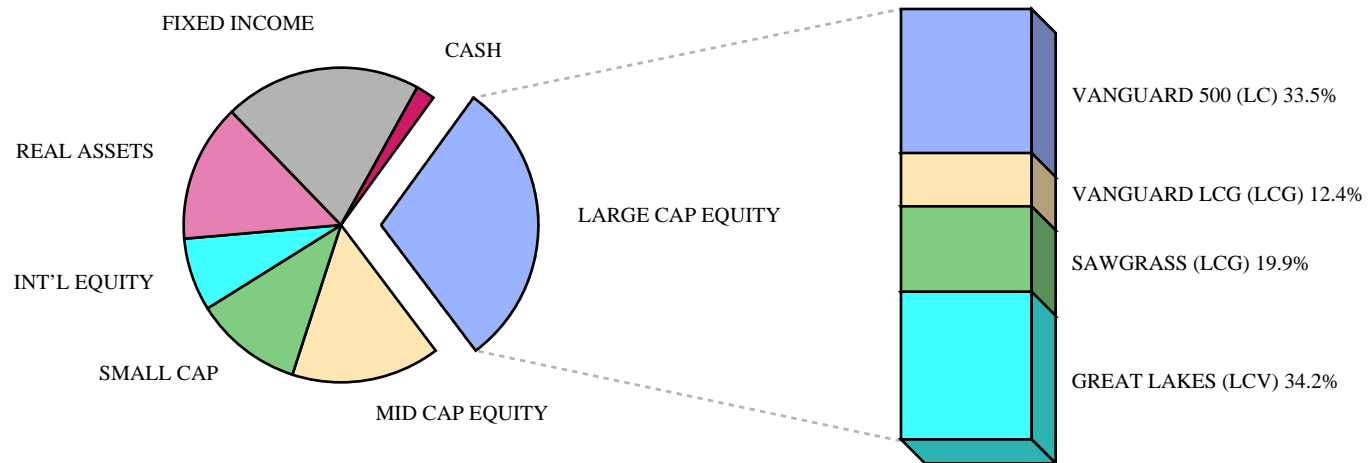 FIXED INCOME
CASH
REAL ASSETS
LARGE CAP EQUITY
INT’L EQUITY
SMALL CAP
MID CAP EQUITY
VANGUARD 500 (LC) 33.5%
VANGUARD LCG (LCG) 12.4%
SAWGRASS (LCG) 19.9%
GREAT LAKES (LCV) 34.2%